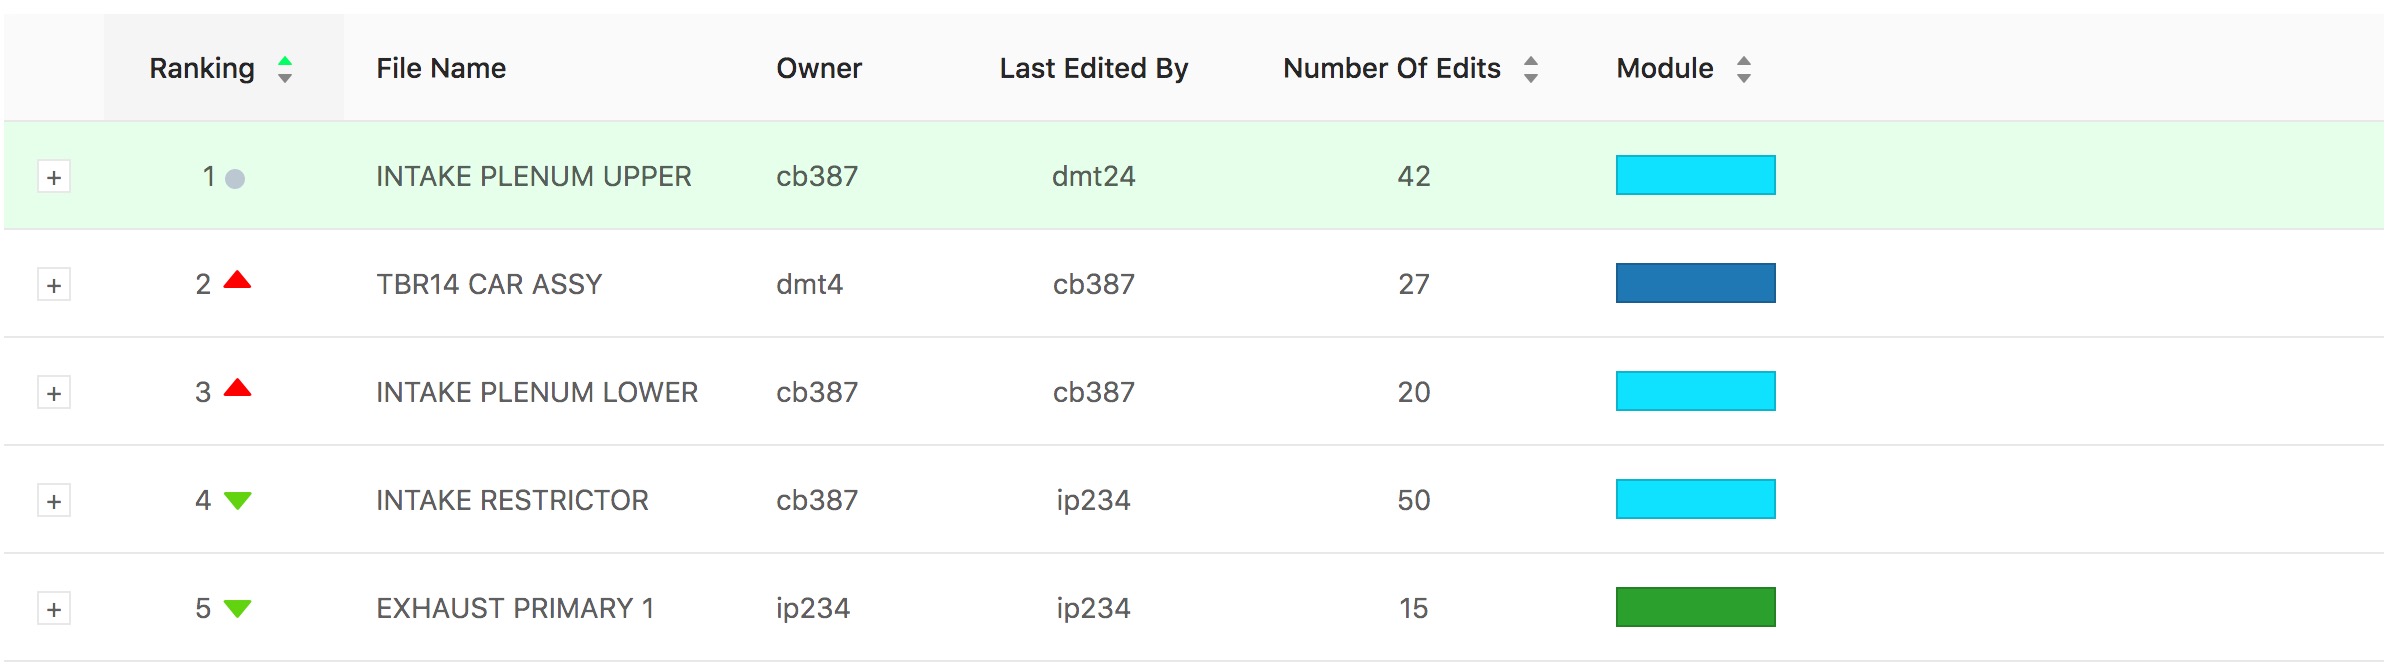 Ranking File Name Owner Last Edited By Number Of Edits Module
+ 1 INTAKE PLENUM UPPER cb387 dmt24 42
+ 2 TBR14 CAR ASSY dmt4 cb387 27
+ 3 INTAKE PLENUM LOWER cb387 cb387 20
+ 4 INTAKE RESTRICTOR cb387 ip234 50
+ 5 EXHAUST PRIMARY 1 ip234 ip234 15